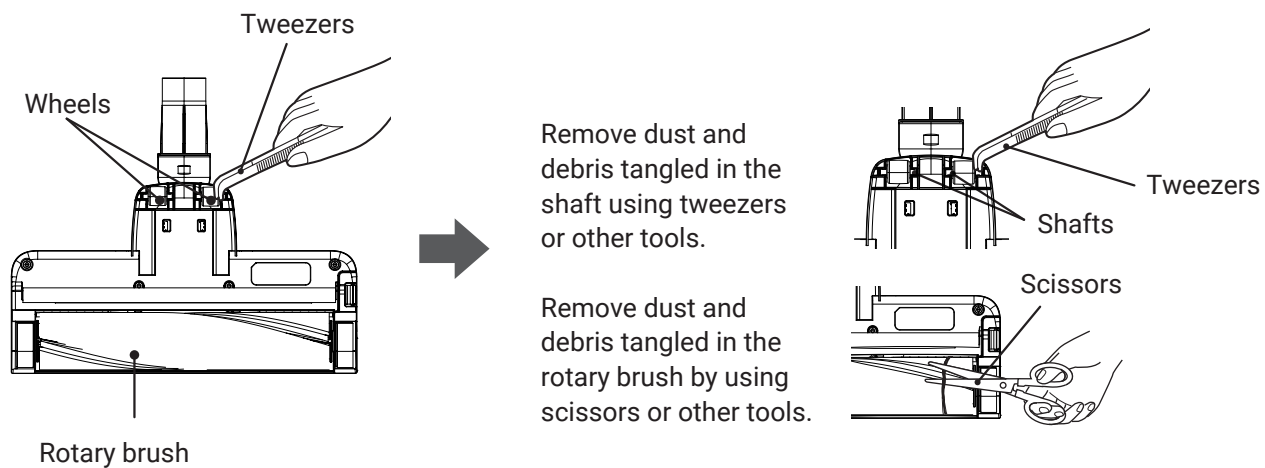 Tweezers
Wheels
Rotary brush
Remove dust and
debris tangled in the
shaft using tweezers
or other tools.
Remove dust and
debris tangled in the
rotary brush by using
scissors or other tools.
Tweezers
Shafts
Scissors